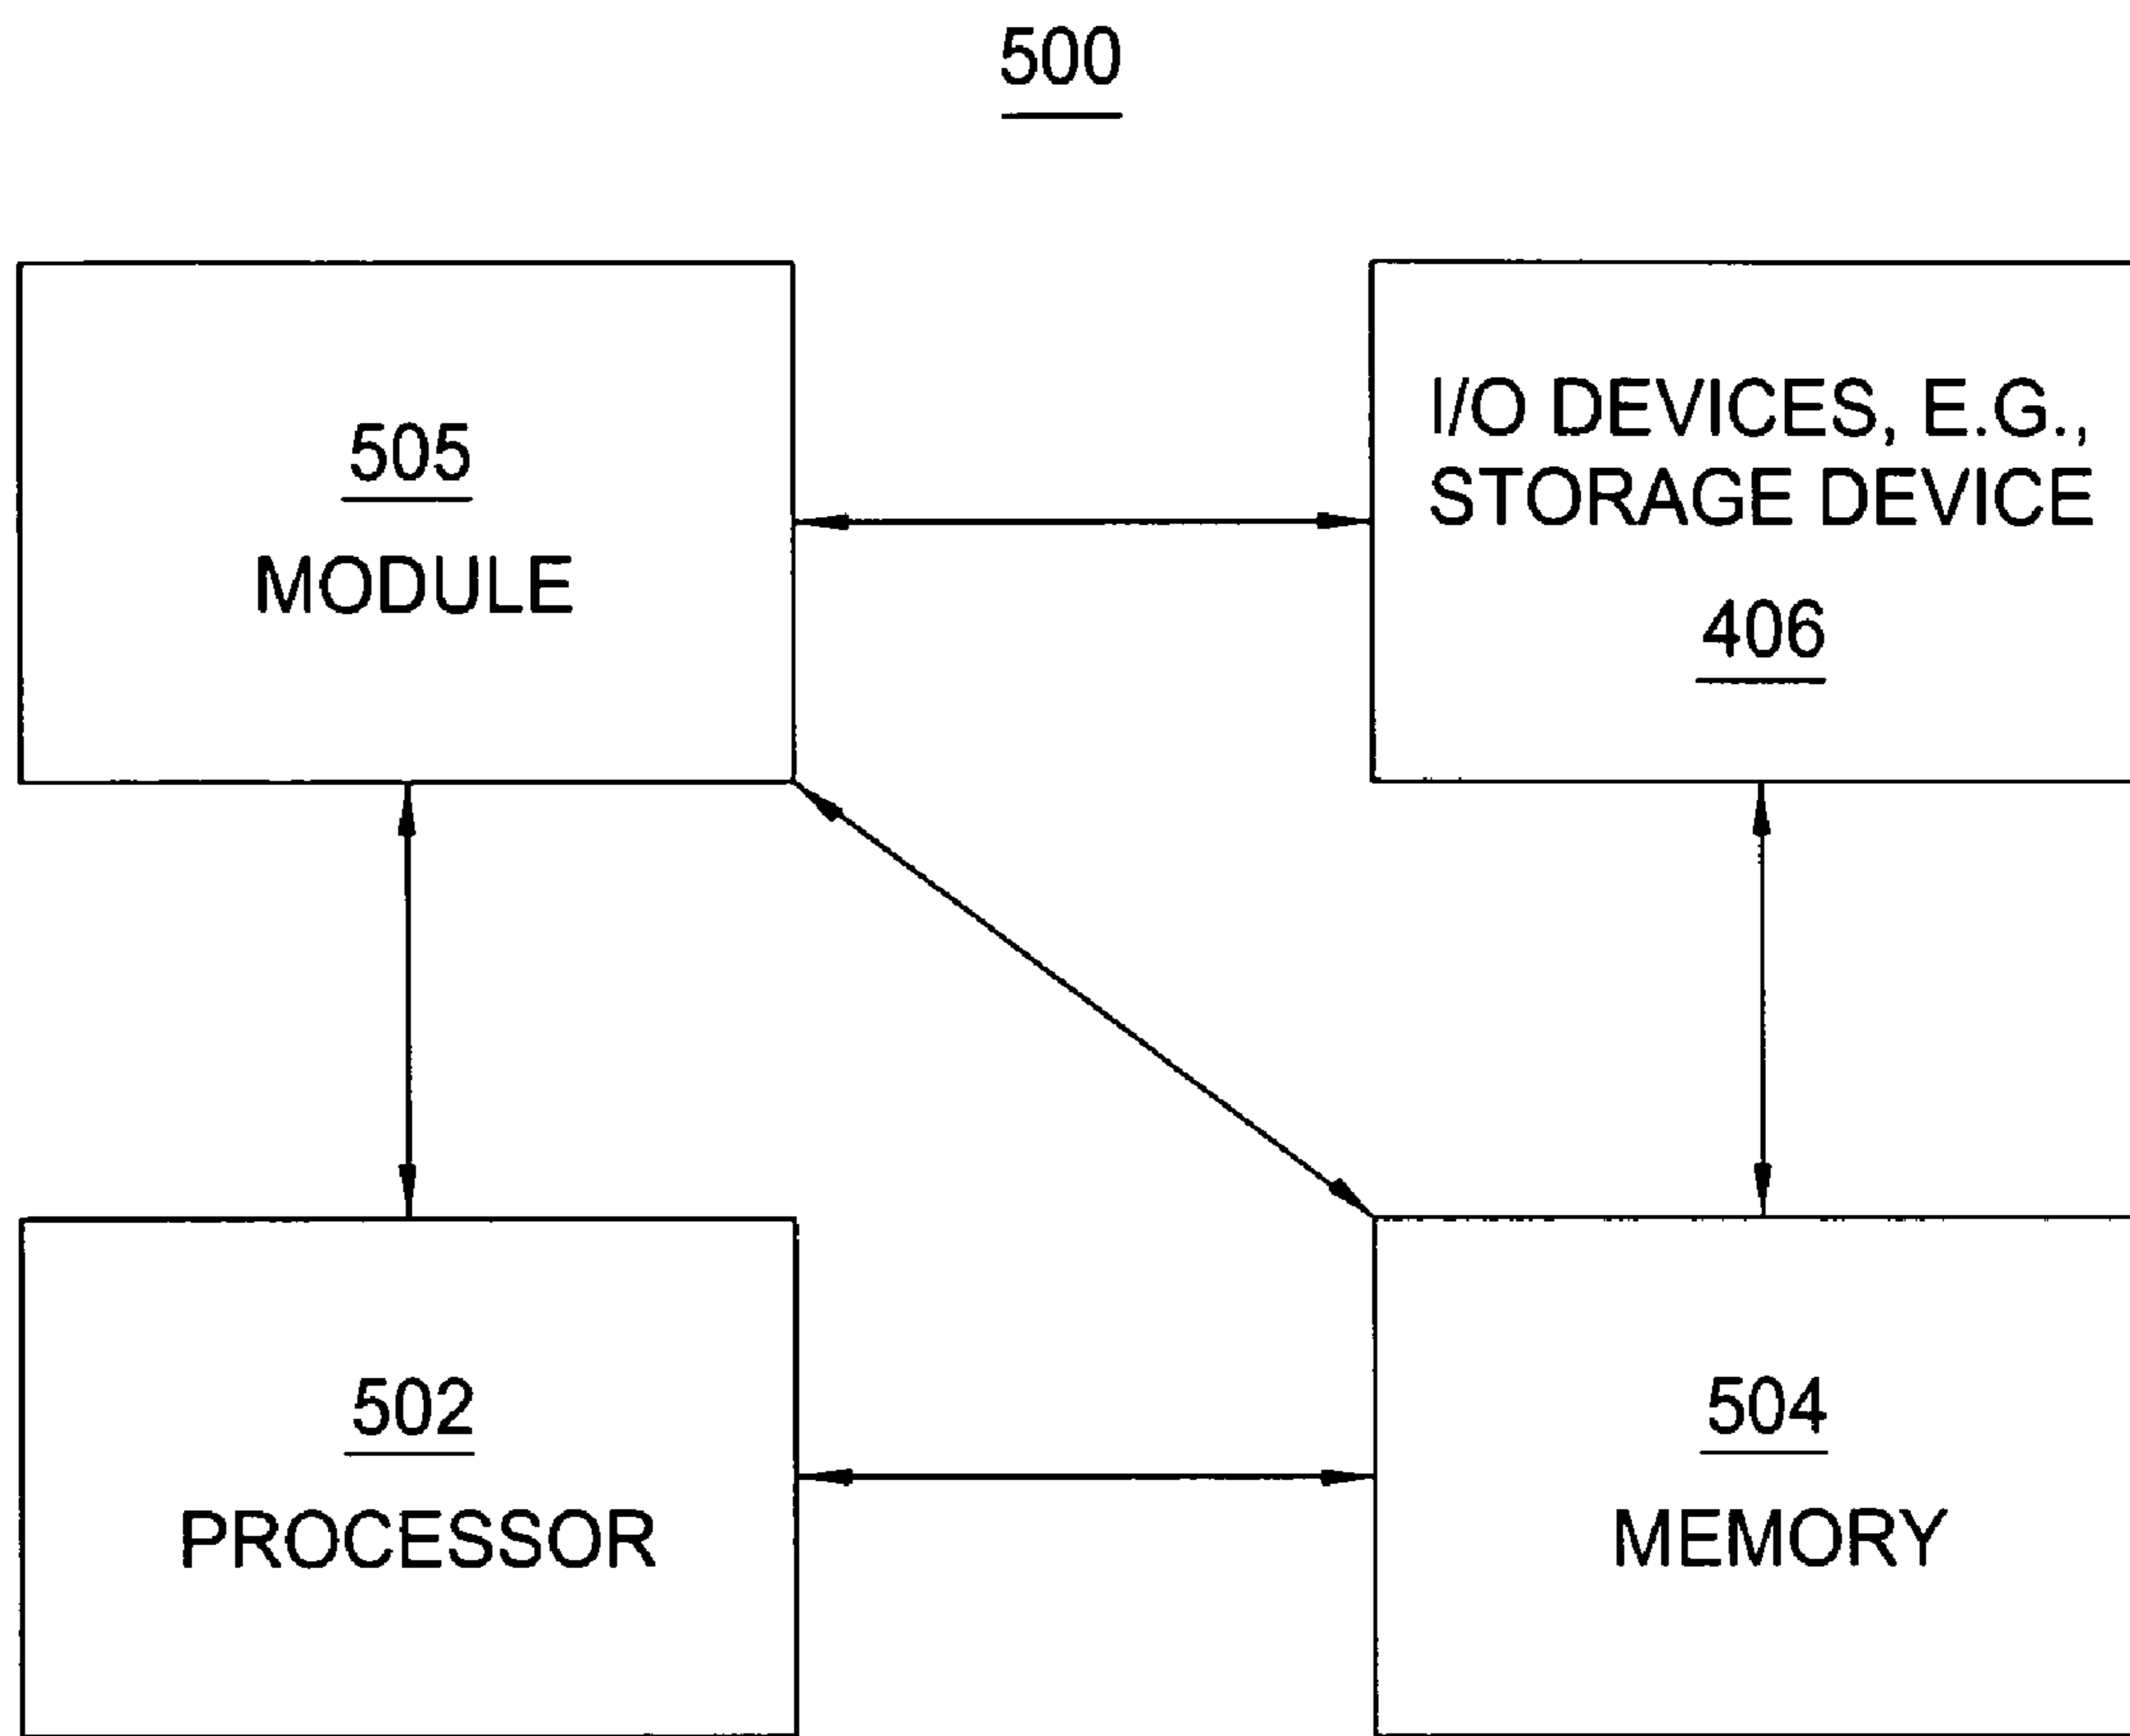 500
505
MODULE
I/O DEVICES, E.G.,
STORAGE DEVICE
406
502
PROCESSOR
504
MEMORY